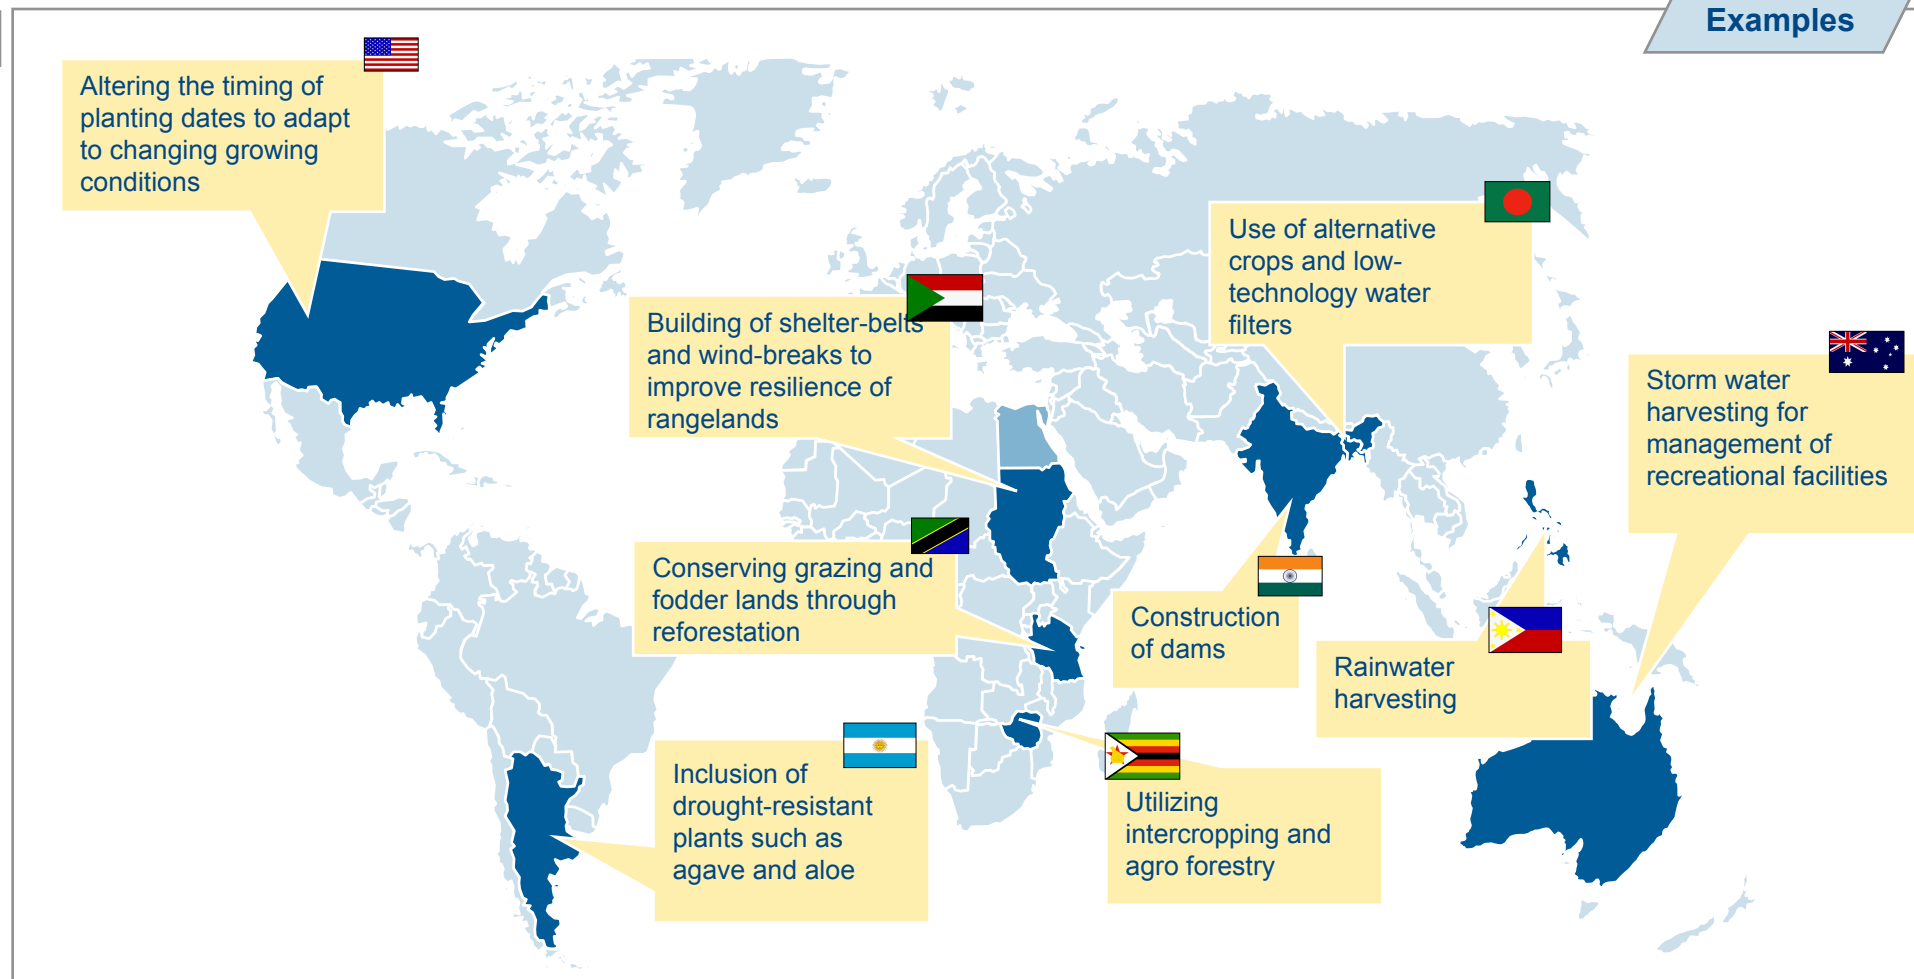 Examples
Altering the timing of
planting dates to adapt
to changing growing
conditions
Use of alternative
crops and low-
technology water
filters
Building of shelter-belts
and wind-breaks to
improve resilience of
rangelands
Storm water
harvesting for
management of
recreational facilities
Conserving grazing and
fodder lands through
reforestation
Construction
of dams
Rainwater
harvesting
Inclusion of
drought-resistant
plants such as
agave and aloe
Utilizing
intercropping and
agro forestry